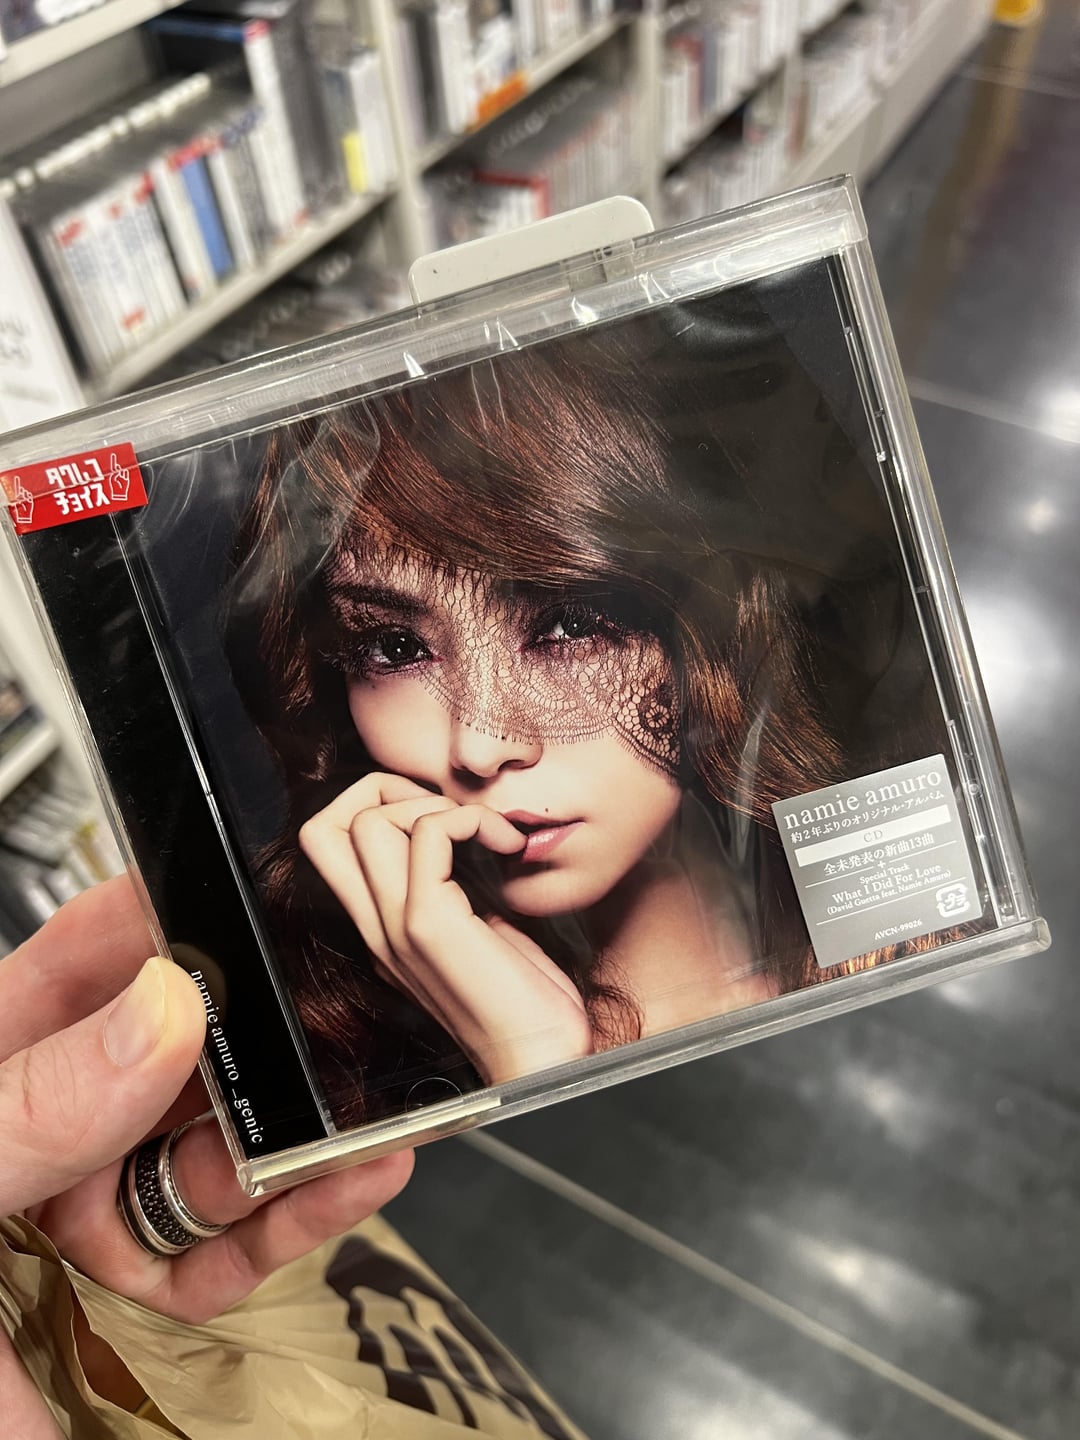 タワレコ
チョイス
namie amuro
約2年ぶりのオリジナル・アルバム
CD
全未発表の新曲13曲
+
Special Track
What I Did For Love
(David Guetta feat. Namie Amuro)
AVCN-99026
namie amuro _genic